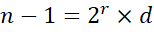 n − 1 = 2^r × d